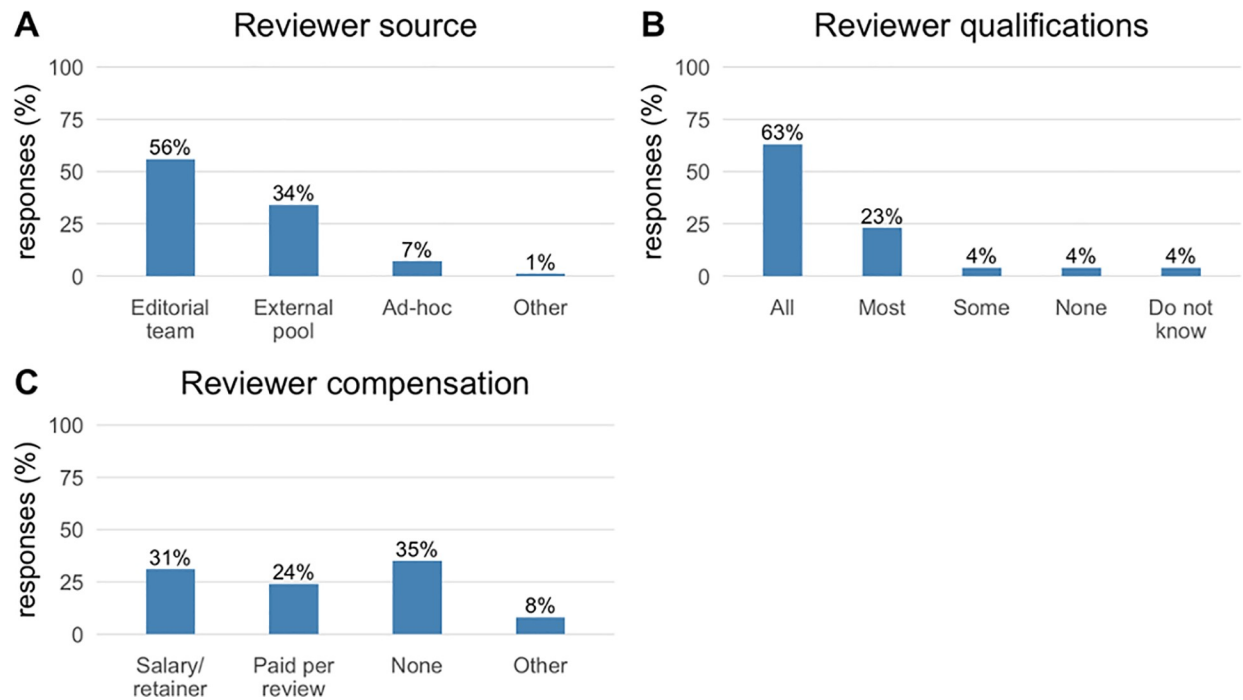 A
Reviewer source
responses (%)
100
75
50
25
0
56%
34%
7%
1%
Editorial
team
External
pool
Ad-hoc
Other
B
Reviewer qualifications
responses (%)
100
75
50
25
0
63%
23%
4%
4%
4%
All
Most
Some
None
Do not
know
C
Reviewer compensation
responses (%)
100
75
50
25
0
31%
24%
35%
8%
Salary/
retainer
Paid per
review
None
Other